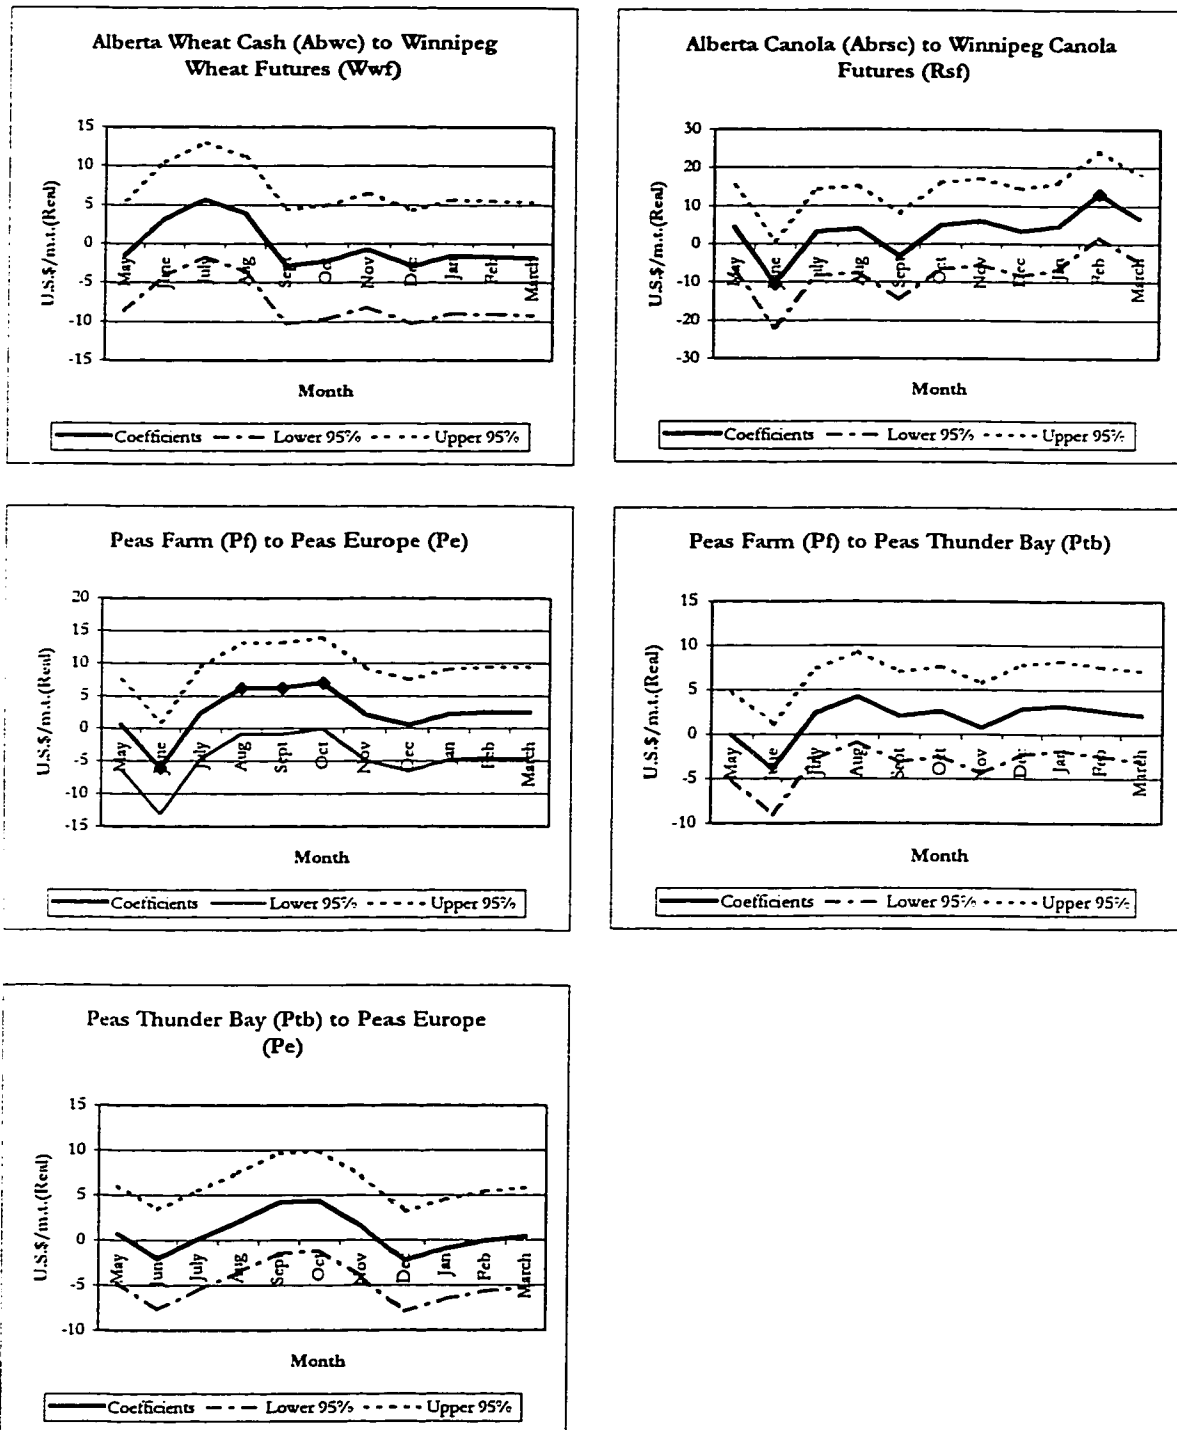 Alberta Wheat Cash (Abwc) to Winnipeg
Wheat Futures (Wwf)
15
10
5
0
-5
-10
-15
U.S.$/m.t.(Real)
May June July Aug Sept Oct Nov Dec Jan Feb March
Month
Coefficients Lower 95% Upper 95%
Alberta Canola (Abrsc) to Winnipeg Canola
Futures (Rsf)
30
20
10
0
-10
-20
-30
U.S.$/m.t.(Real)
May June July Aug Sept Oct Nov Dec Jan Feb March
Month
Coefficients Lower 95% Upper 95%
Peas Farm (Pf) to Peas Europe (Pe)
20
15
10
5
0
-5
-10
-15
U.S.$/m.t.(Real)
May June July Aug Sept Oct Nov Dec Jan Feb March
Month
Coefficients Lower 95% Upper 95%
Peas Farm (Pf) to Peas Thunder Bay (Ptb)
15
10
5
0
-5
-10
U.S.$/m.t.(Real)
May June July Aug Sept Oct Nov Dec Jan Feb March
Month
Coefficients Lower 95% Upper 95%
Peas Thunder Bay (Ptb) to Peas Europe
(Pe)
15
10
5
0
-5
-10
U.S.$/m.t.(Real)
May June July Aug Sept Oct Nov Dec Jan Feb March
Month
Coefficients Lower 95% Upper 95%